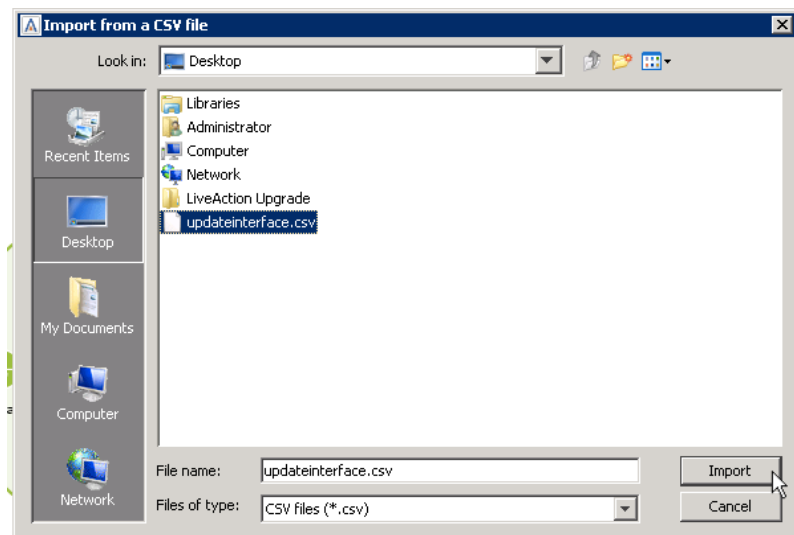 Import from a CSV file
Look in:
Desktop
Recent Items
Desktop
My Documents
Computer
Network
Libraries
Administrator
Computer
Network
LiveAction Upgrade
updateinterface.csv
File name:
updateinterface.csv
Import
Files of type:
CSV files (*.csv)
Cancel